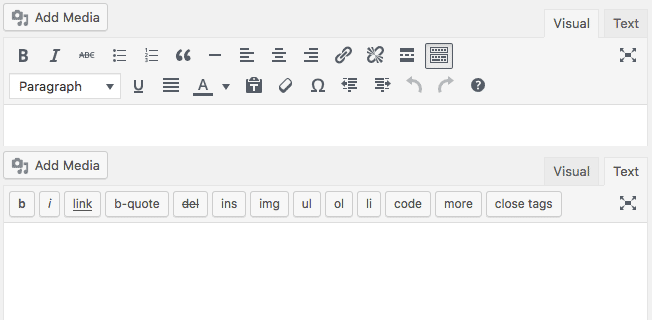 Add Media
Visual Text
B I ABC
Paragraph U A T Ω ?
Add Media
Visual Text
b i link b-quote del ins img ul ol li code more close tags